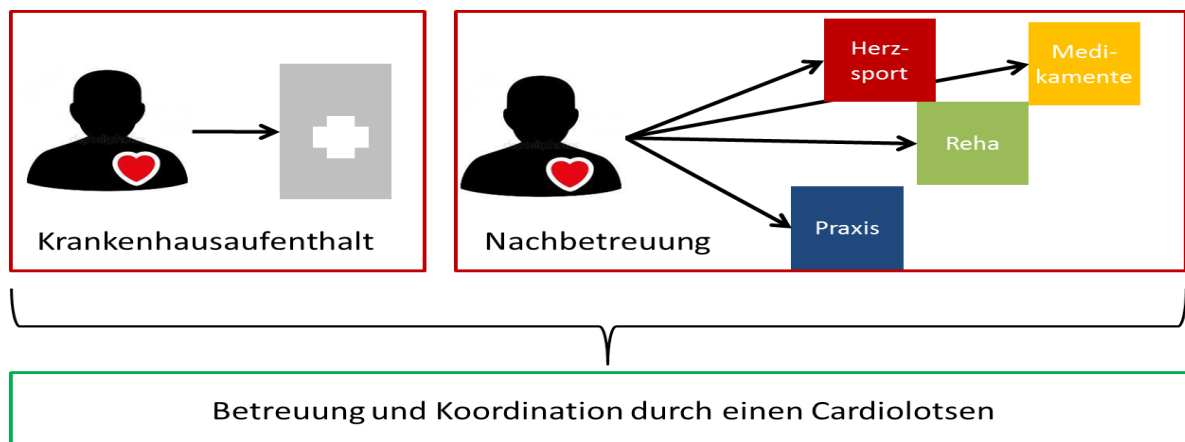 Herz-
sport
Medi-
kamente
Reha
Praxis
Krankenhausaufenthalt
Nachbetreuung
Betreuung und Koordination durch einen Cardiolotsen